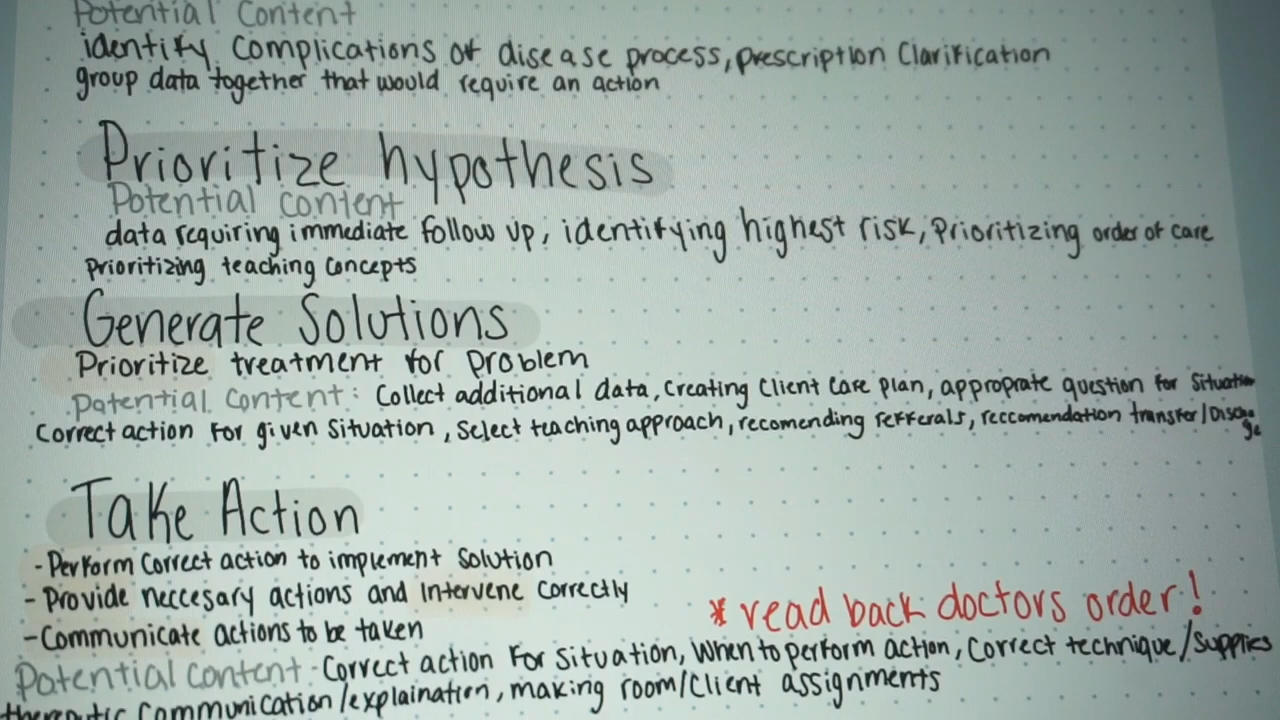 Potential Content
identify complications of disease process, prescription Clarification
group data together that would require an action
Prioritize hypothesis
Potential content
data requiring immediate follow up, identifying highest risk, Prioritizing order of care
Prioritizing teaching concepts
Generate Solutions
Prioritize treatment for problem
Potential Content: Collect additional data, creating Client Care plan, approprate question for Situation
Correct action for given Situation, Select teaching approach, recomending refferals, reccomendation transfer/Discharge
Take Action
- Perform Correct action to implement Solution
- Provide neccesary actions and Intervene Correctly
* read back doctors order!
- Communicate actions to be taken
Potential content - Correct action For Situation, When to perform action, Correct technique/Supplies
Communication/explaination, making room/Client assignments